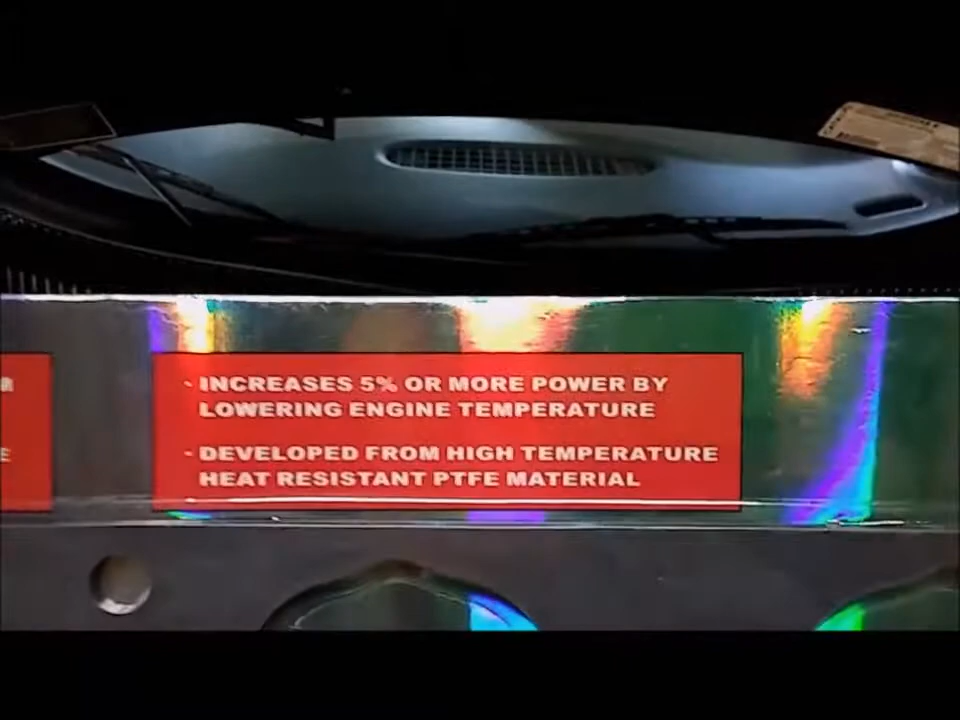 - INCREASES 5% OR MORE POWER BY
LOWERING ENGINE TEMPERATURE
- DEVELOPED FROM HIGH TEMPERATURE
HEAT RESISTANT PTFE MATERIAL